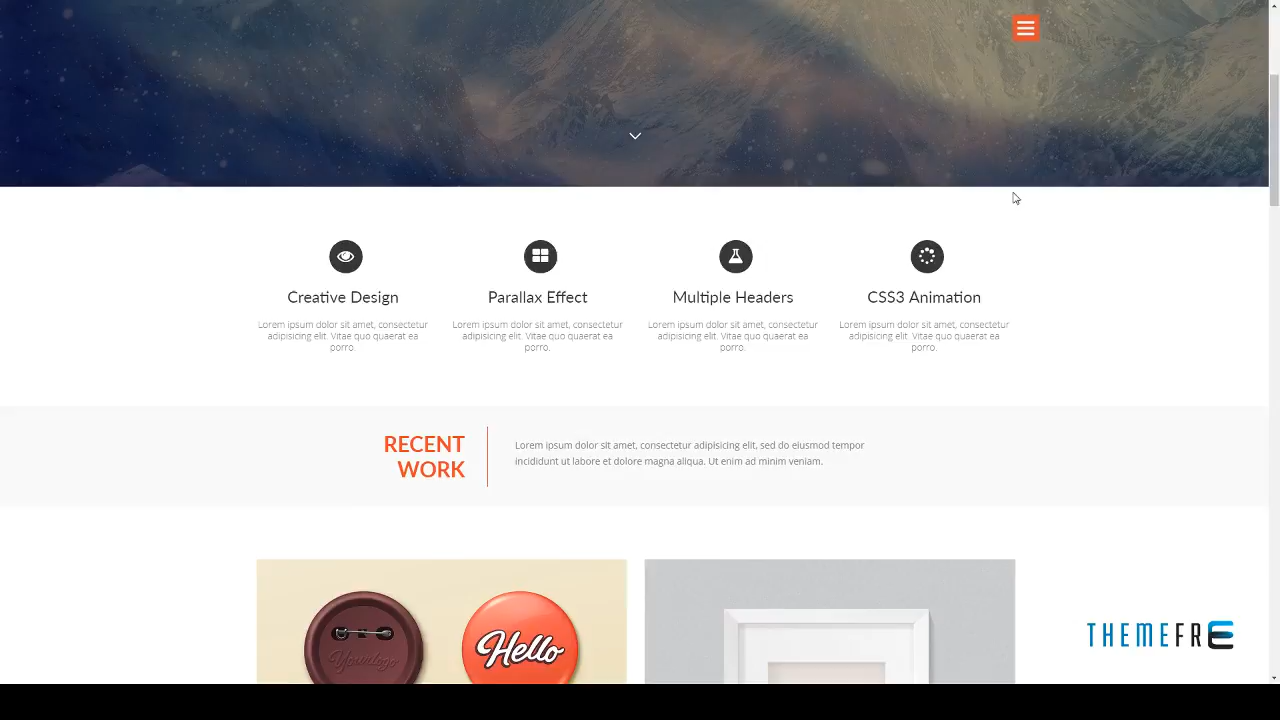 Creative Design
Parallax Effect
Multiple Headers
CSS3 Animation
Lorem ipsum dolor sit amet, consectetur
adipisicing elit. Vitae quo quaerat ea
porro.
Lorem ipsum dolor sit amet, consectetur
adipisicing elit. Vitae quo quaerat ea
porro.
Lorem ipsum dolor sit amet, consectetur
adipisicing elit. Vitae quo quaerat ea
porro.
Lorem ipsum dolor sit amet, consectetur
adipisicing elit. Vitae quo quaerat ea
porro.
RECENT
WORK
Lorem ipsum dolor sit amet, consectetur adipisicing elit, sed do eiusmod tempor
incididunt ut labore et dolore magna aliqua. Ut enim ad minim veniam.
Yourlogo
Hello
THEMEFRE